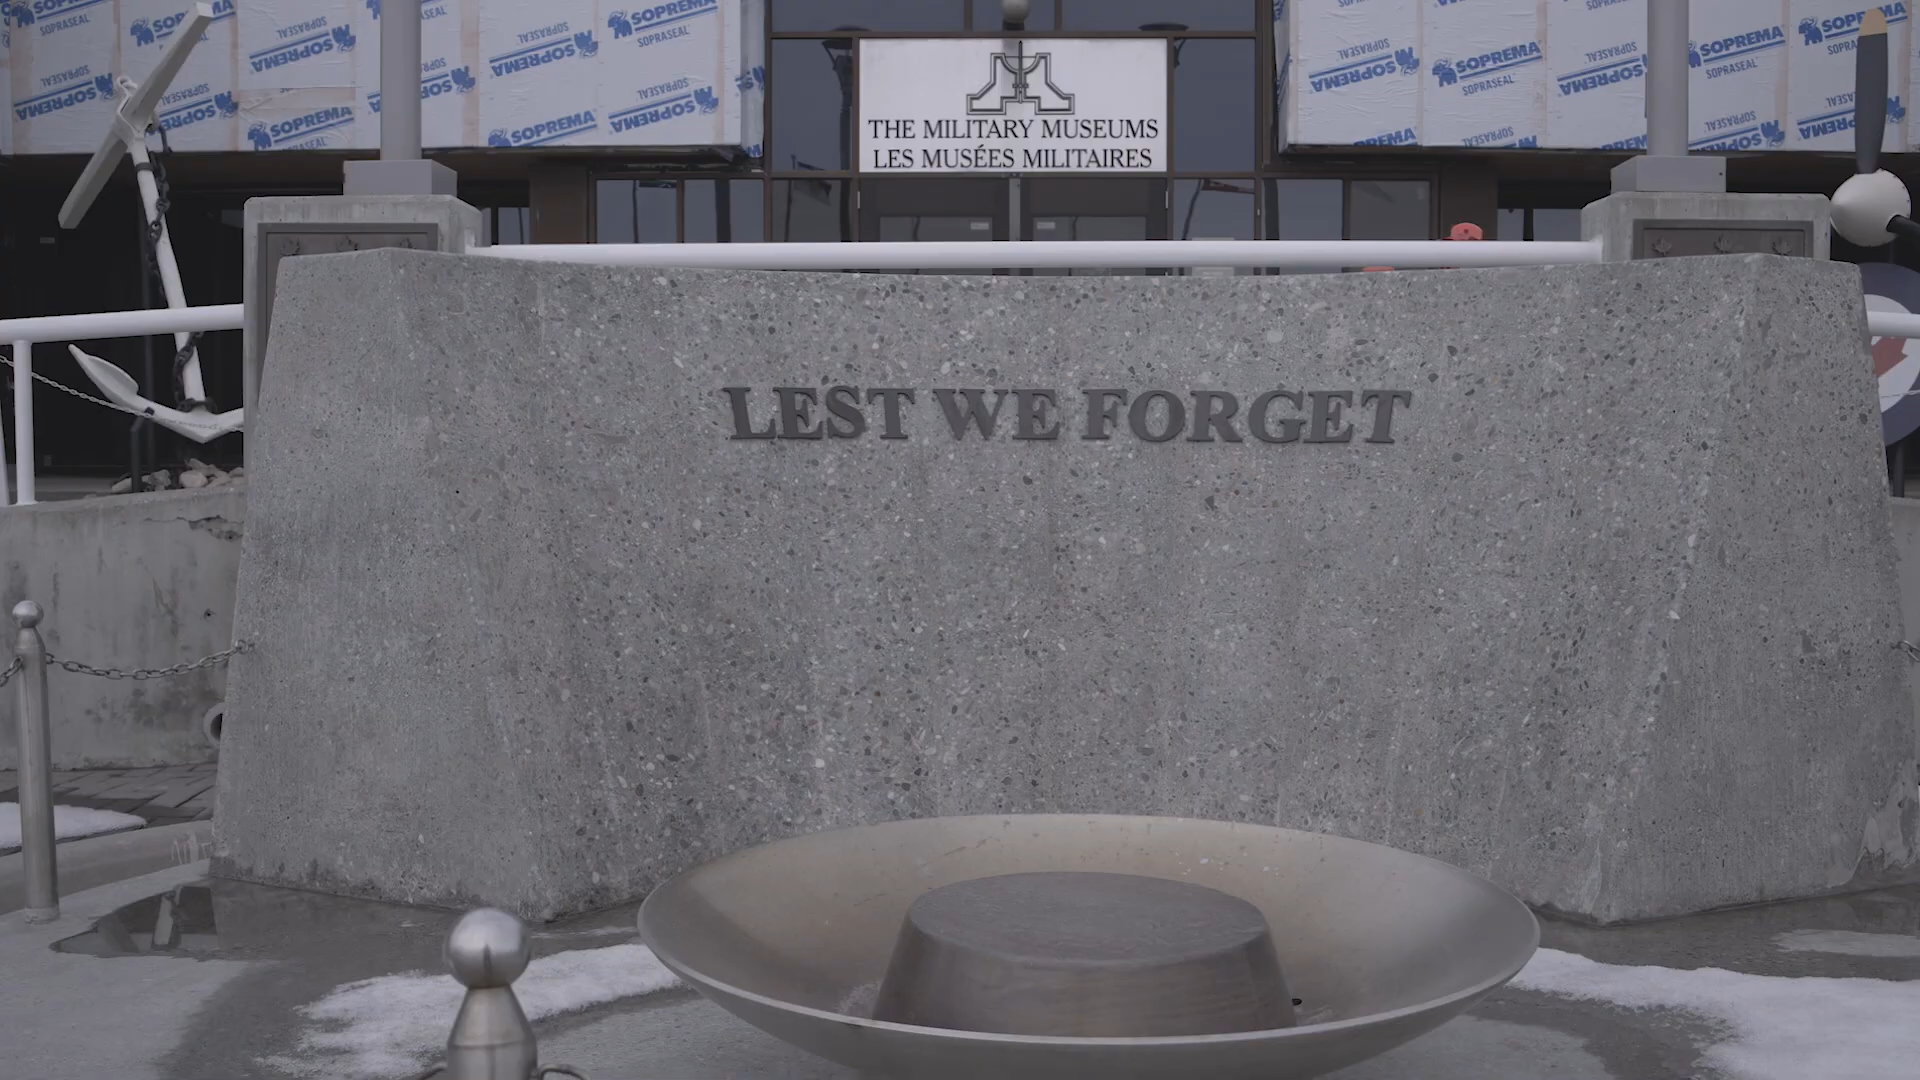 SOPREMA
SOPRASEAL
THE MILITARY MUSEUMS
LES MUSÉES MILITAIRES
LEST WE FORGET